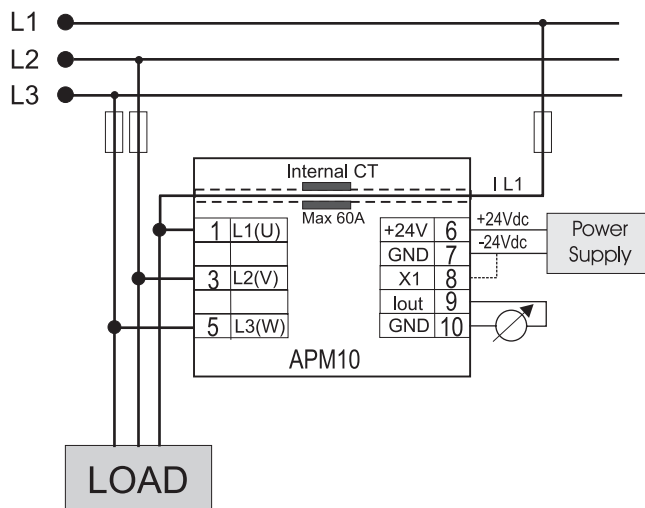 L1
L2
L3
Internal CT
I L1
Max 60A
1 L1(U)
3 L2(V)
5 L3(W)
+24V 6
GND 7
X1 8
Iout 9
GND 10
+24Vdc
-24Vdc
Power
Supply
APM10
LOAD